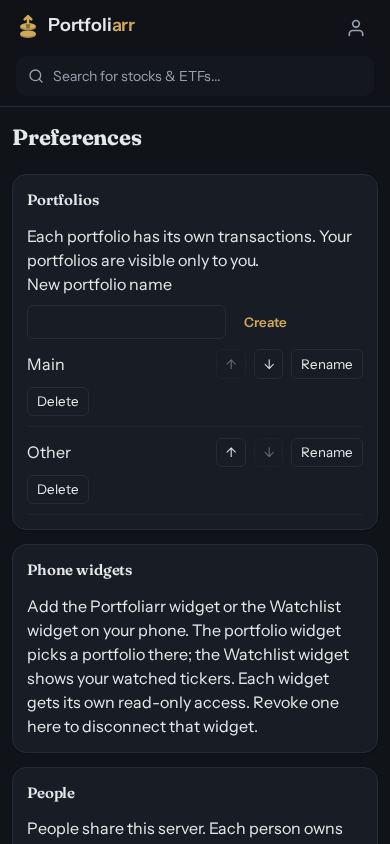 Portfoliarr
Search for stocks & ETFs...
Preferences
Portfolios
Each portfolio has its own transactions. Your
portfolios are visible only to you.
New portfolio name
Create
Main ↑ ↓ Rename
Delete
Other ↑ ↓ Rename
Delete
Phone widgets
Add the Portfoliarr widget or the Watchlist
widget on your phone. The portfolio widget
picks a portfolio there; the Watchlist widget
shows your watched tickers. Each widget
gets its own read-only access. Revoke one
here to disconnect that widget.
People
People share this server. Each person owns